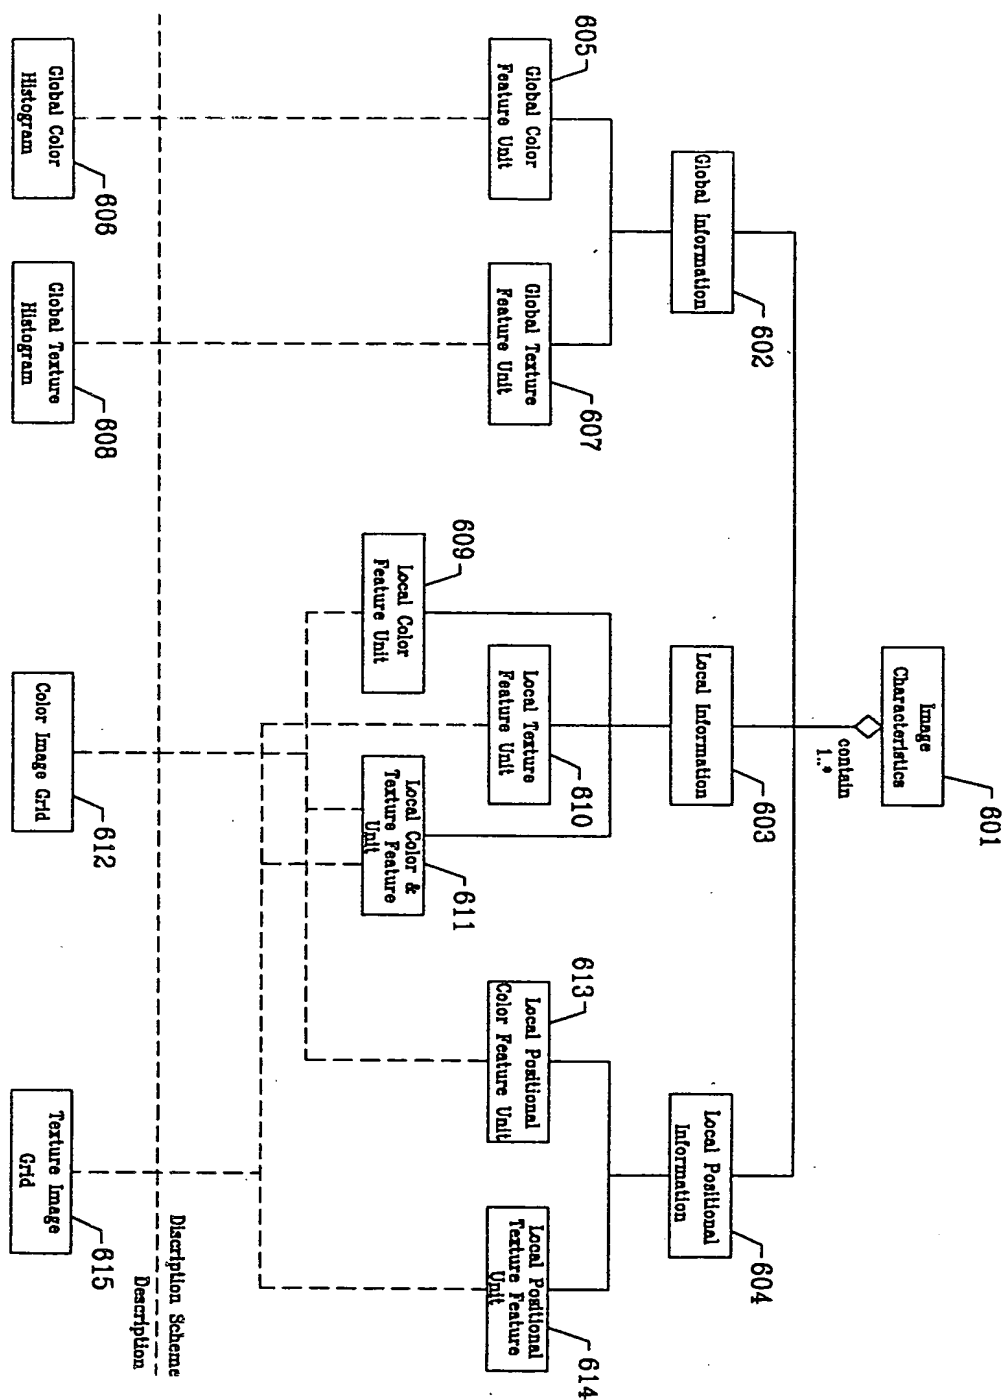 601
Image
Characteristics
contain
1..*
Global Information
602
Local Information
603
Local Positional
Information
604
605
Global Color
Feature Unit
Global Texture
Feature Unit
607
Local Texture
Feature Unit
610
613
Local Positional
Color Feature Unit
Local Positional
Texture Feature
Unit
614
609
Local Color
Feature Unit
Local Color &
Texture Feature
Unit
611
Discription Scheme
Description
Global Color
Histogram
606
Global Texture
Histogram
608
Color Image Grid
612
Texture Image
Grid
615